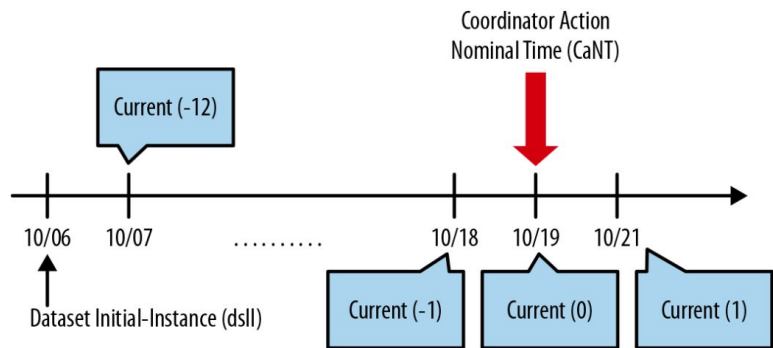 Coordinator Action
Nominal Time (CaNT)
Current (-12)
10/06
10/07
..........
10/18
10/19
10/21
Dataset Initial-Instance (dsII)
Current (-1)
Current (0)
Current (1)